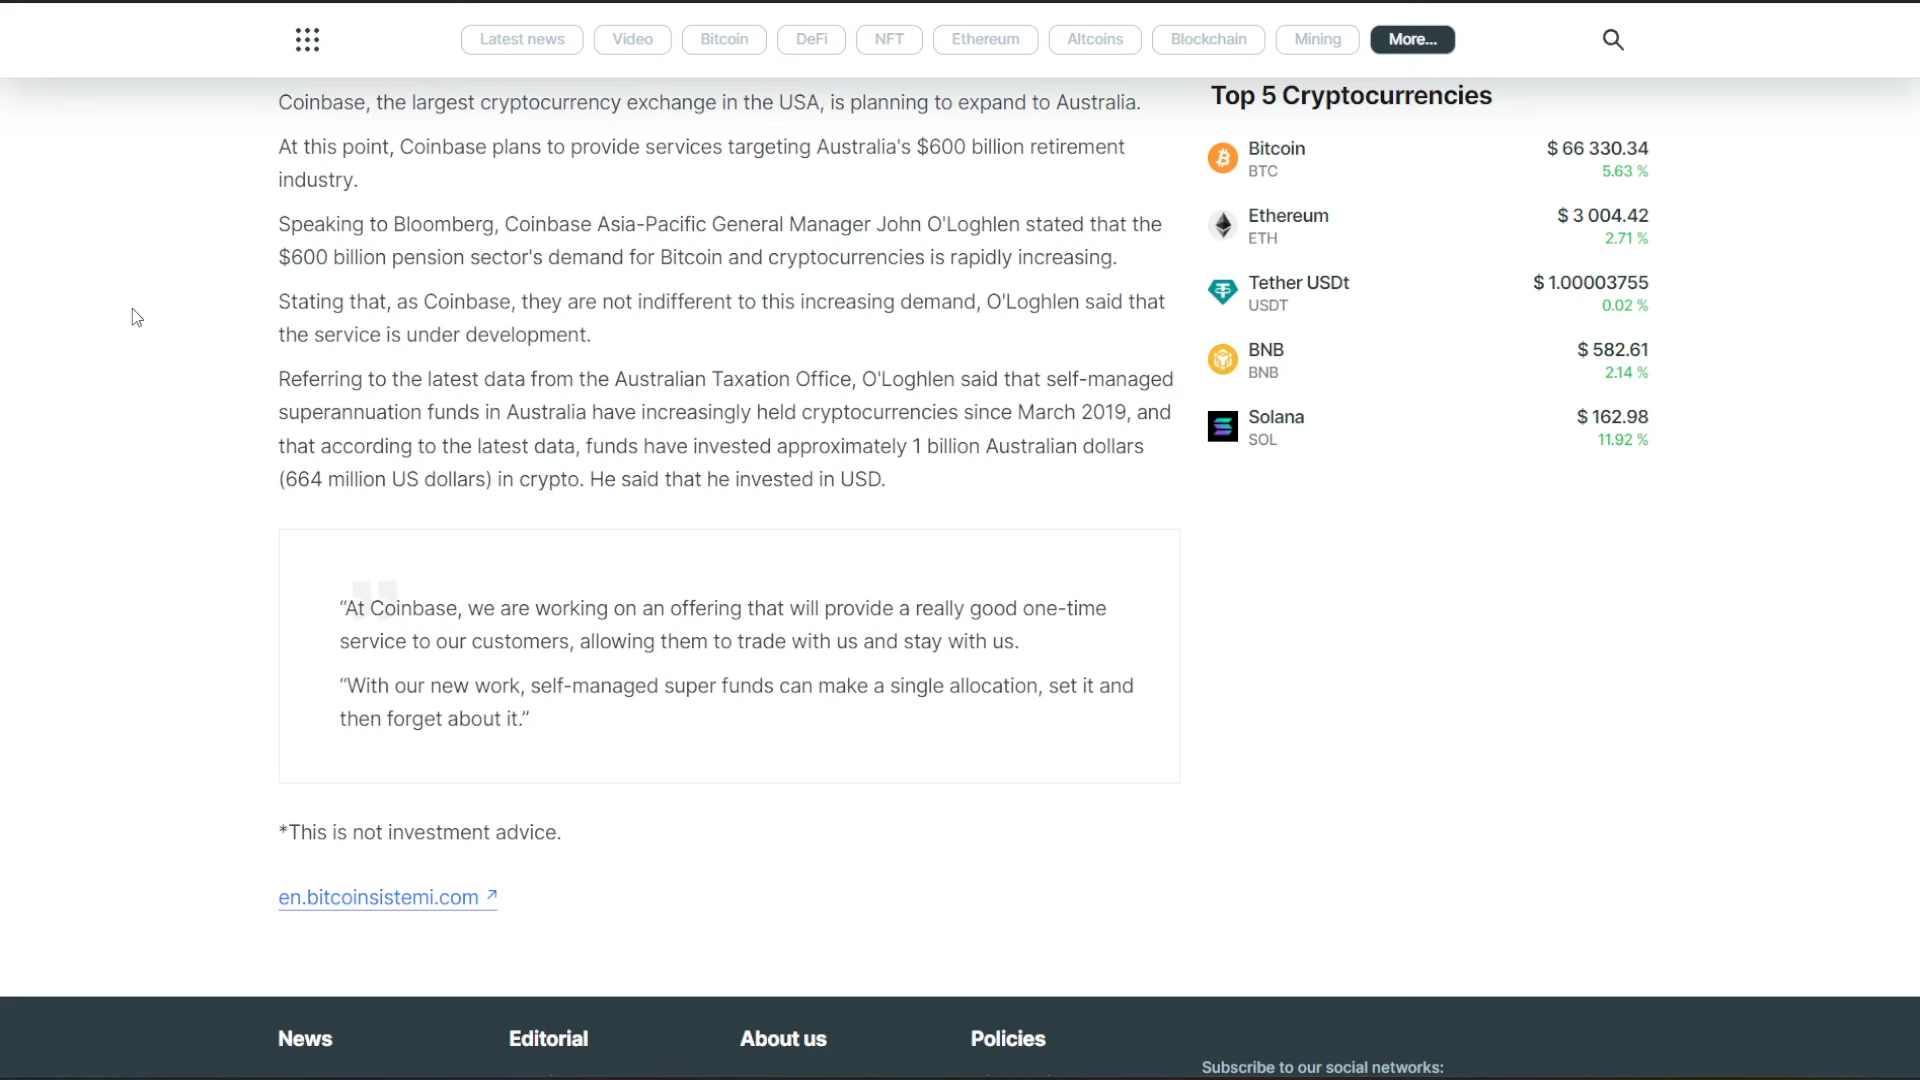 Latest news
Video
Bitcoin
DeFi
NFT
Ethereum
Altcoins
Blockchain
Mining
More...
Coinbase, the largest cryptocurrency exchange in the USA, is planning to expand to Australia.
At this point, Coinbase plans to provide services targeting Australia's $600 billion retirement
industry.
Speaking to Bloomberg, Coinbase Asia-Pacific General Manager John O'Loghlen stated that the
$600 billion pension sector's demand for Bitcoin and cryptocurrencies is rapidly increasing.
Stating that, as Coinbase, they are not indifferent to this increasing demand, O'Loghlen said that
the service is under development.
Referring to the latest data from the Australian Taxation Office, O'Loghlen said that self-managed
superannuation funds in Australia have increasingly held cryptocurrencies since March 2019, and
that according to the latest data, funds have invested approximately 1 billion Australian dollars
(664 million US dollars) in crypto. He said that he invested in USD.
“At Coinbase, we are working on an offering that will provide a really good one-time
service to our customers, allowing them to trade with us and stay with us.
“With our new work, self-managed super funds can make a single allocation, set it and
then forget about it.”
*This is not investment advice.
en.bitcoinsistemi.com ↗
Top 5 Cryptocurrencies
Bitcoin $ 66 330.34
BTC 5.63 %
Ethereum $ 3 004.42
ETH 2.71 %
Tether USDt $ 1.00003755
USDT 0.02 %
BNB $ 582.61
BNB 2.14 %
Solana $ 162.98
SOL 11.92 %
News
Editorial
About us
Policies
Subscribe to our social networks: